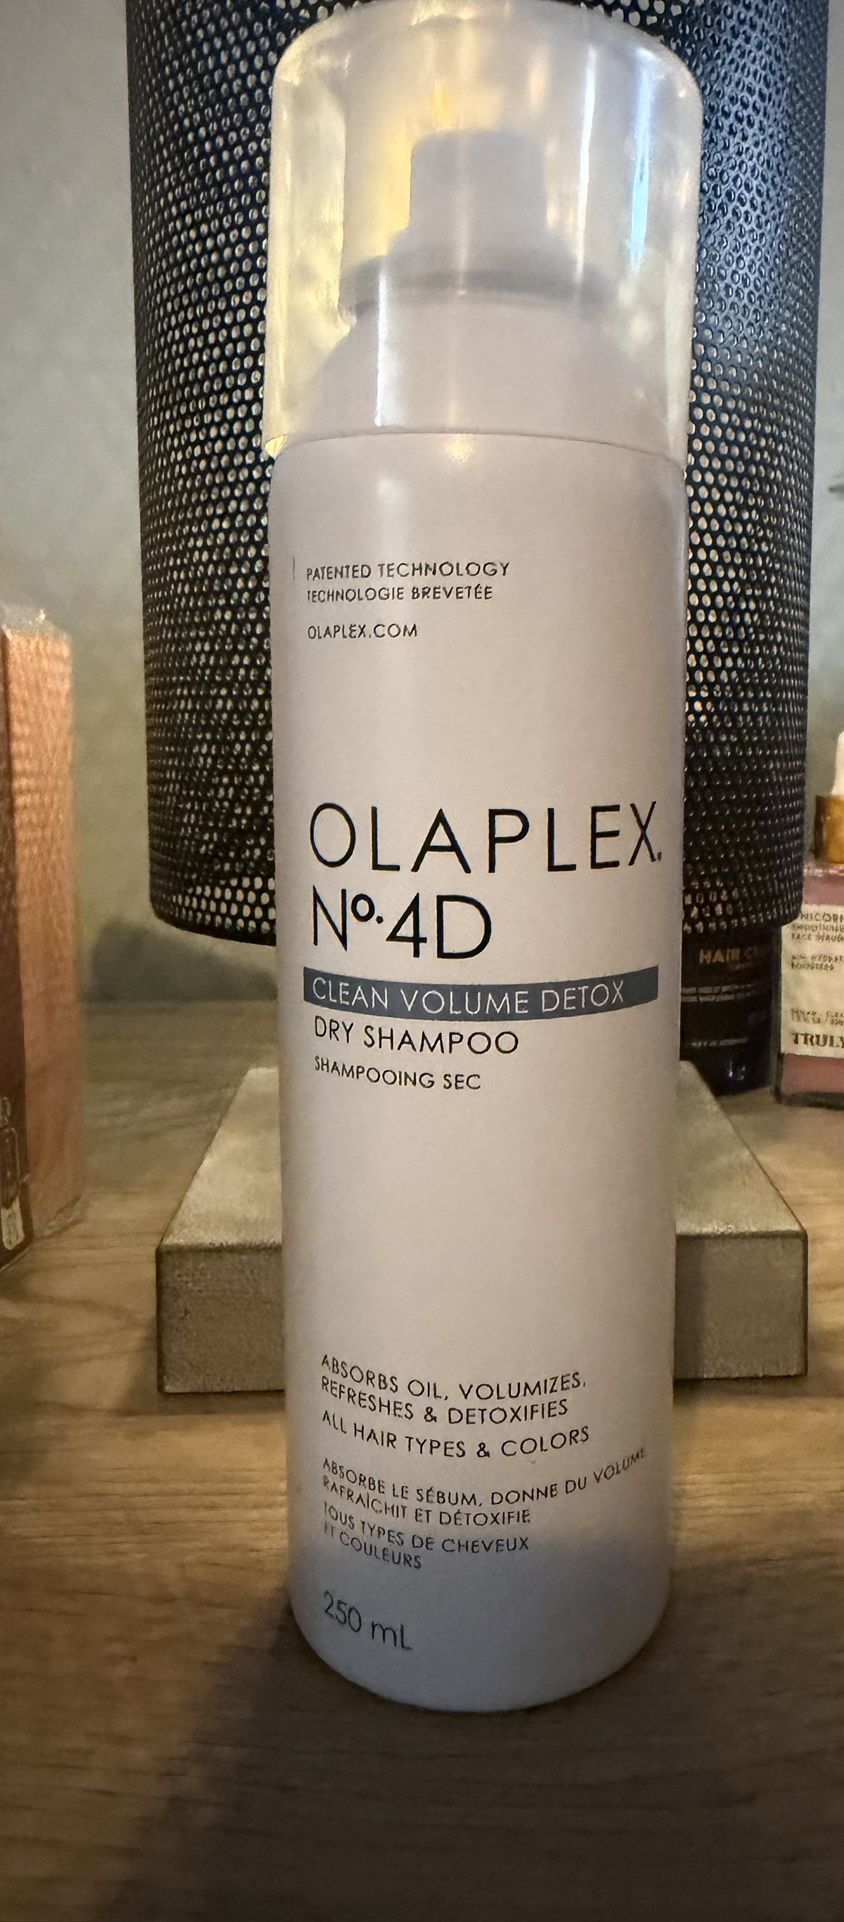 PATENTED TECHNOLOGY
TECHNOLOGIE BREVETÉE
OLAPLEX.COM
OLAPLEX.
Nº.4D
CLEAN VOLUME DETOX
DRY SHAMPOO
SHAMPOOING SEC
ABSORBS OIL, VOLUMIZES,
REFRESHES & DETOXIFIES
ALL HAIR TYPES & COLORS
ABSORBE LE SÉBUM, DONNE DU VOLUME
RAFRAÎCHIT ET DÉTOXIFIE
TOUS TYPES DE CHEVEUX
ET COULEURS
250 mL
HAIR
TRULY